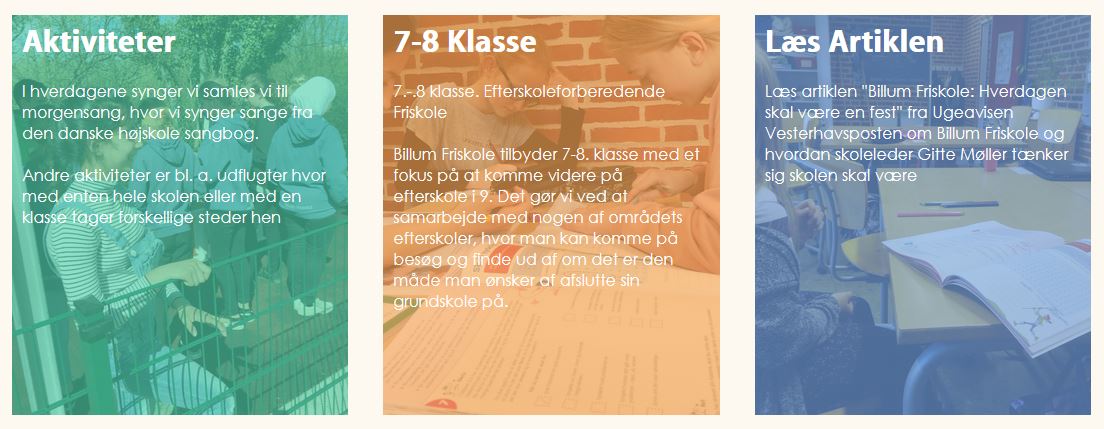 Aktiviteter
I hverdagene synger vi samles vi til
morgensang, hvor vi synger sange fra
den danske højskole sangbog.
Andre aktiviteter er bl. a. udflugter hvor
med enten hele skolen eller med en
klasse tager forskellige steder hen
7-8 Klasse
7.-.8 klasse. Efterskoleforberedende
Friskole
Billum Friskole tilbyder 7-8. klasse med et
fokus på at komme videre på
efterskole i 9. Det gør vi ved at
samarbejde med nogen af områdets
efterskoler, hvor man kan komme på
besøg og finde ud af om det er den
måde man ønsker af afslutte sin
grundskole på.
Læs Artiklen
Læs artiklen "Billum Friskole: Hverdagen
skal være en fest" fra Ugeavisen
Vesterhavsposten om Billum Friskole og
hvordan skoleleder Gitte Møller tænker
sig skolen skal være